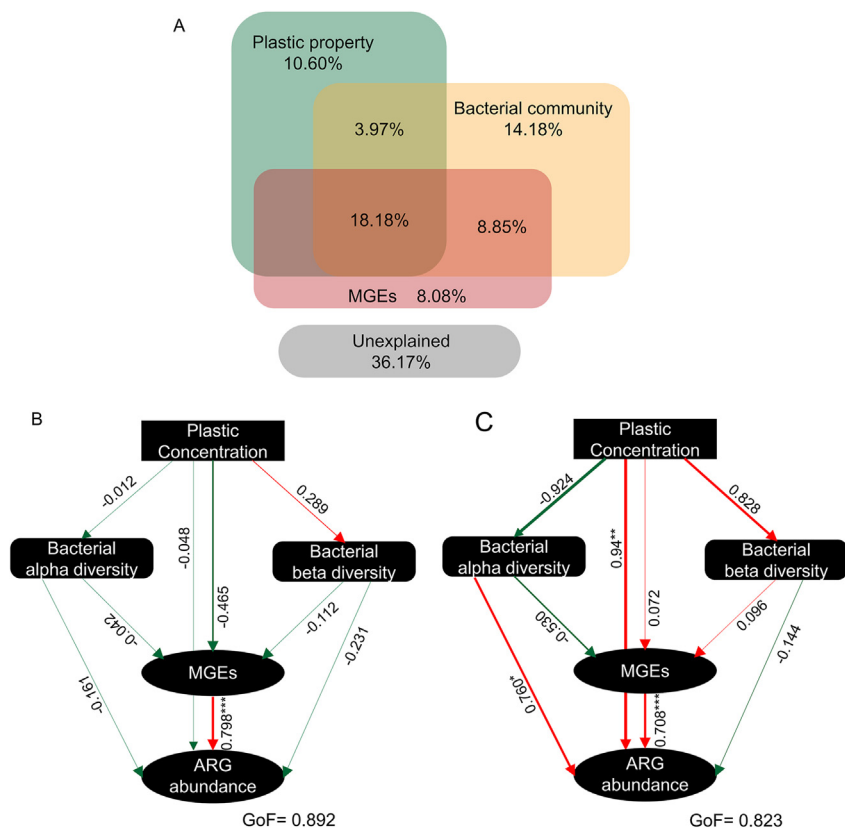 A
Plastic property
10.60%
Bacterial community
14.18%
3.97%
18.18%
8.85%
MGEs 8.08%
Unexplained
36.17%
B
Plastic
Concentration
-0.012
-0.048
-0.465
0.289
Bacterial
alpha diversity
Bacterial
beta diversity
-0.042
-0.112
-0.161
-0.231
MGEs
0.798***
ARG
abundance
GoF= 0.892
C
Plastic
Concentration
-0.924
0.94**
0.072
0.828
Bacterial
alpha diversity
Bacterial
beta diversity
-0.530
0.096
0.760*
-0.144
MGEs
0.708***
ARG
abundance
GoF= 0.823